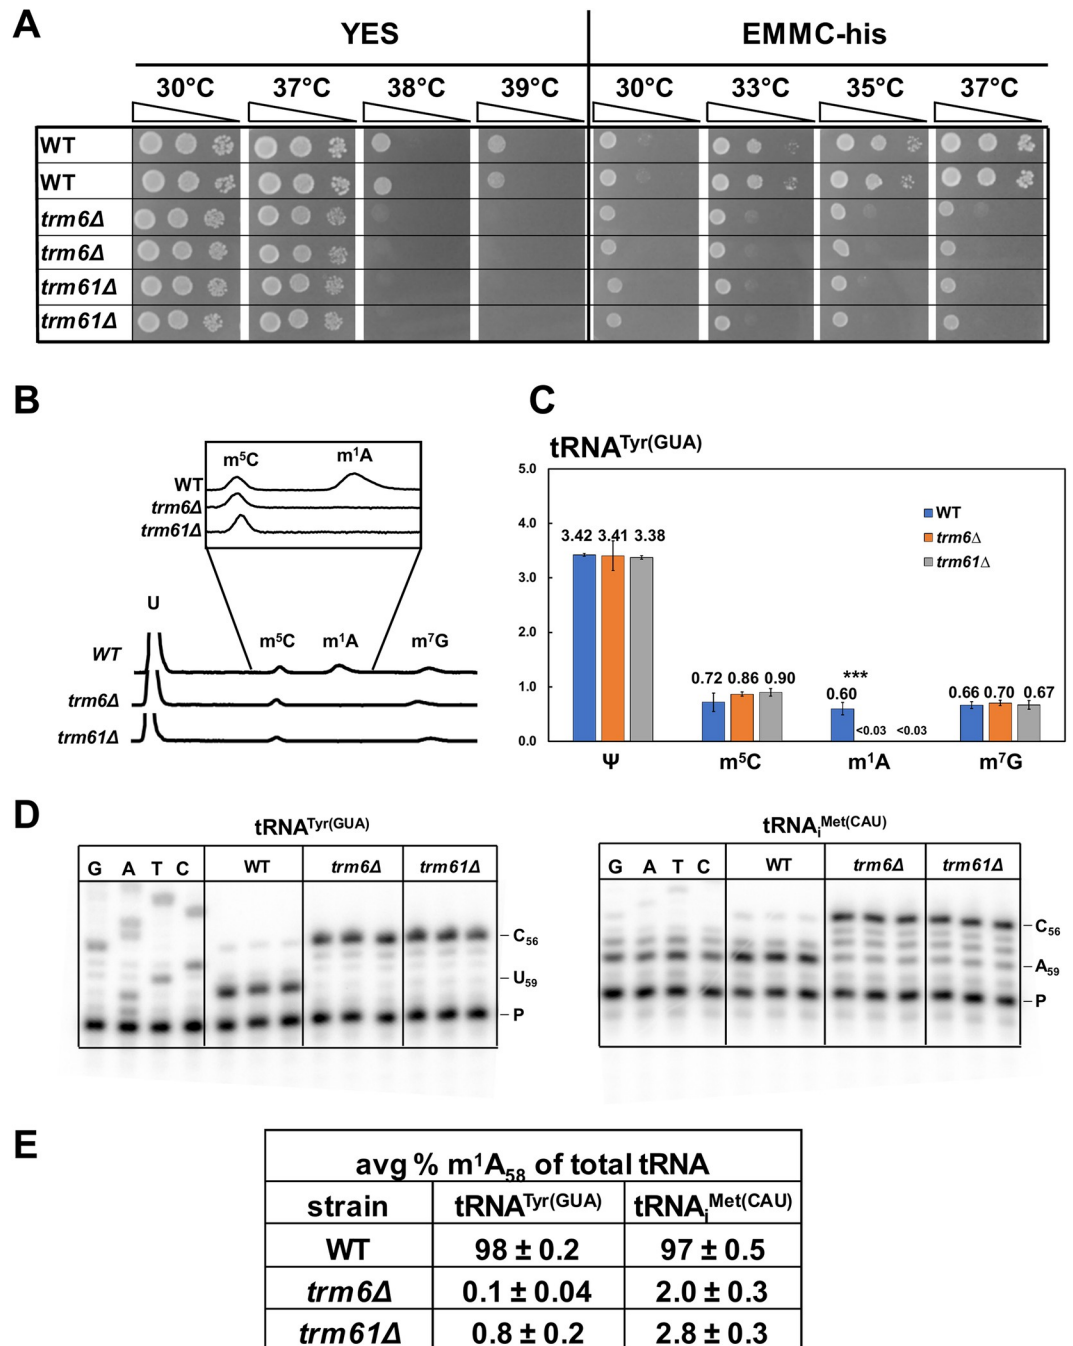 A
YES EMMC-his
30°C 37°C 38°C 39°C 30°C 33°C 35°C 37°C
WT
WT
trm6Δ
trm6Δ
trm61Δ
trm61Δ
B
m⁵C m¹A
WT
trm6Δ
trm61Δ
U
m⁵C m¹A m⁷G
WT
trm6Δ
trm61Δ
C
tRNAᵀʸʳ⁽ᴳᵁᴬ⁾
5.0
4.0
3.0
2.0
1.0
0.0
WT
trm6Δ
trm61Δ
3.42 3.41 3.38
0.72 0.86 0.90
***
0.60 <0.03 <0.03
0.66 0.70 0.67
Ψ m⁵C m¹A m⁷G
D
tRNATyr(GUA)
G A T C WT trm6Δ trm61Δ
C₅₆
U₅₉
P
tRNAiMet(CAU)
G A T C WT trm6Δ trm61Δ
C₅₆
A₅₉
P
E
avg % m¹A₅₈ of total tRNA
strain tRNATyr(GUA) tRNAiMet(CAU)
WT 98 ± 0.2 97 ± 0.5
trm6Δ 0.1 ± 0.04 2.0 ± 0.3
trm61Δ 0.8 ± 0.2 2.8 ± 0.3